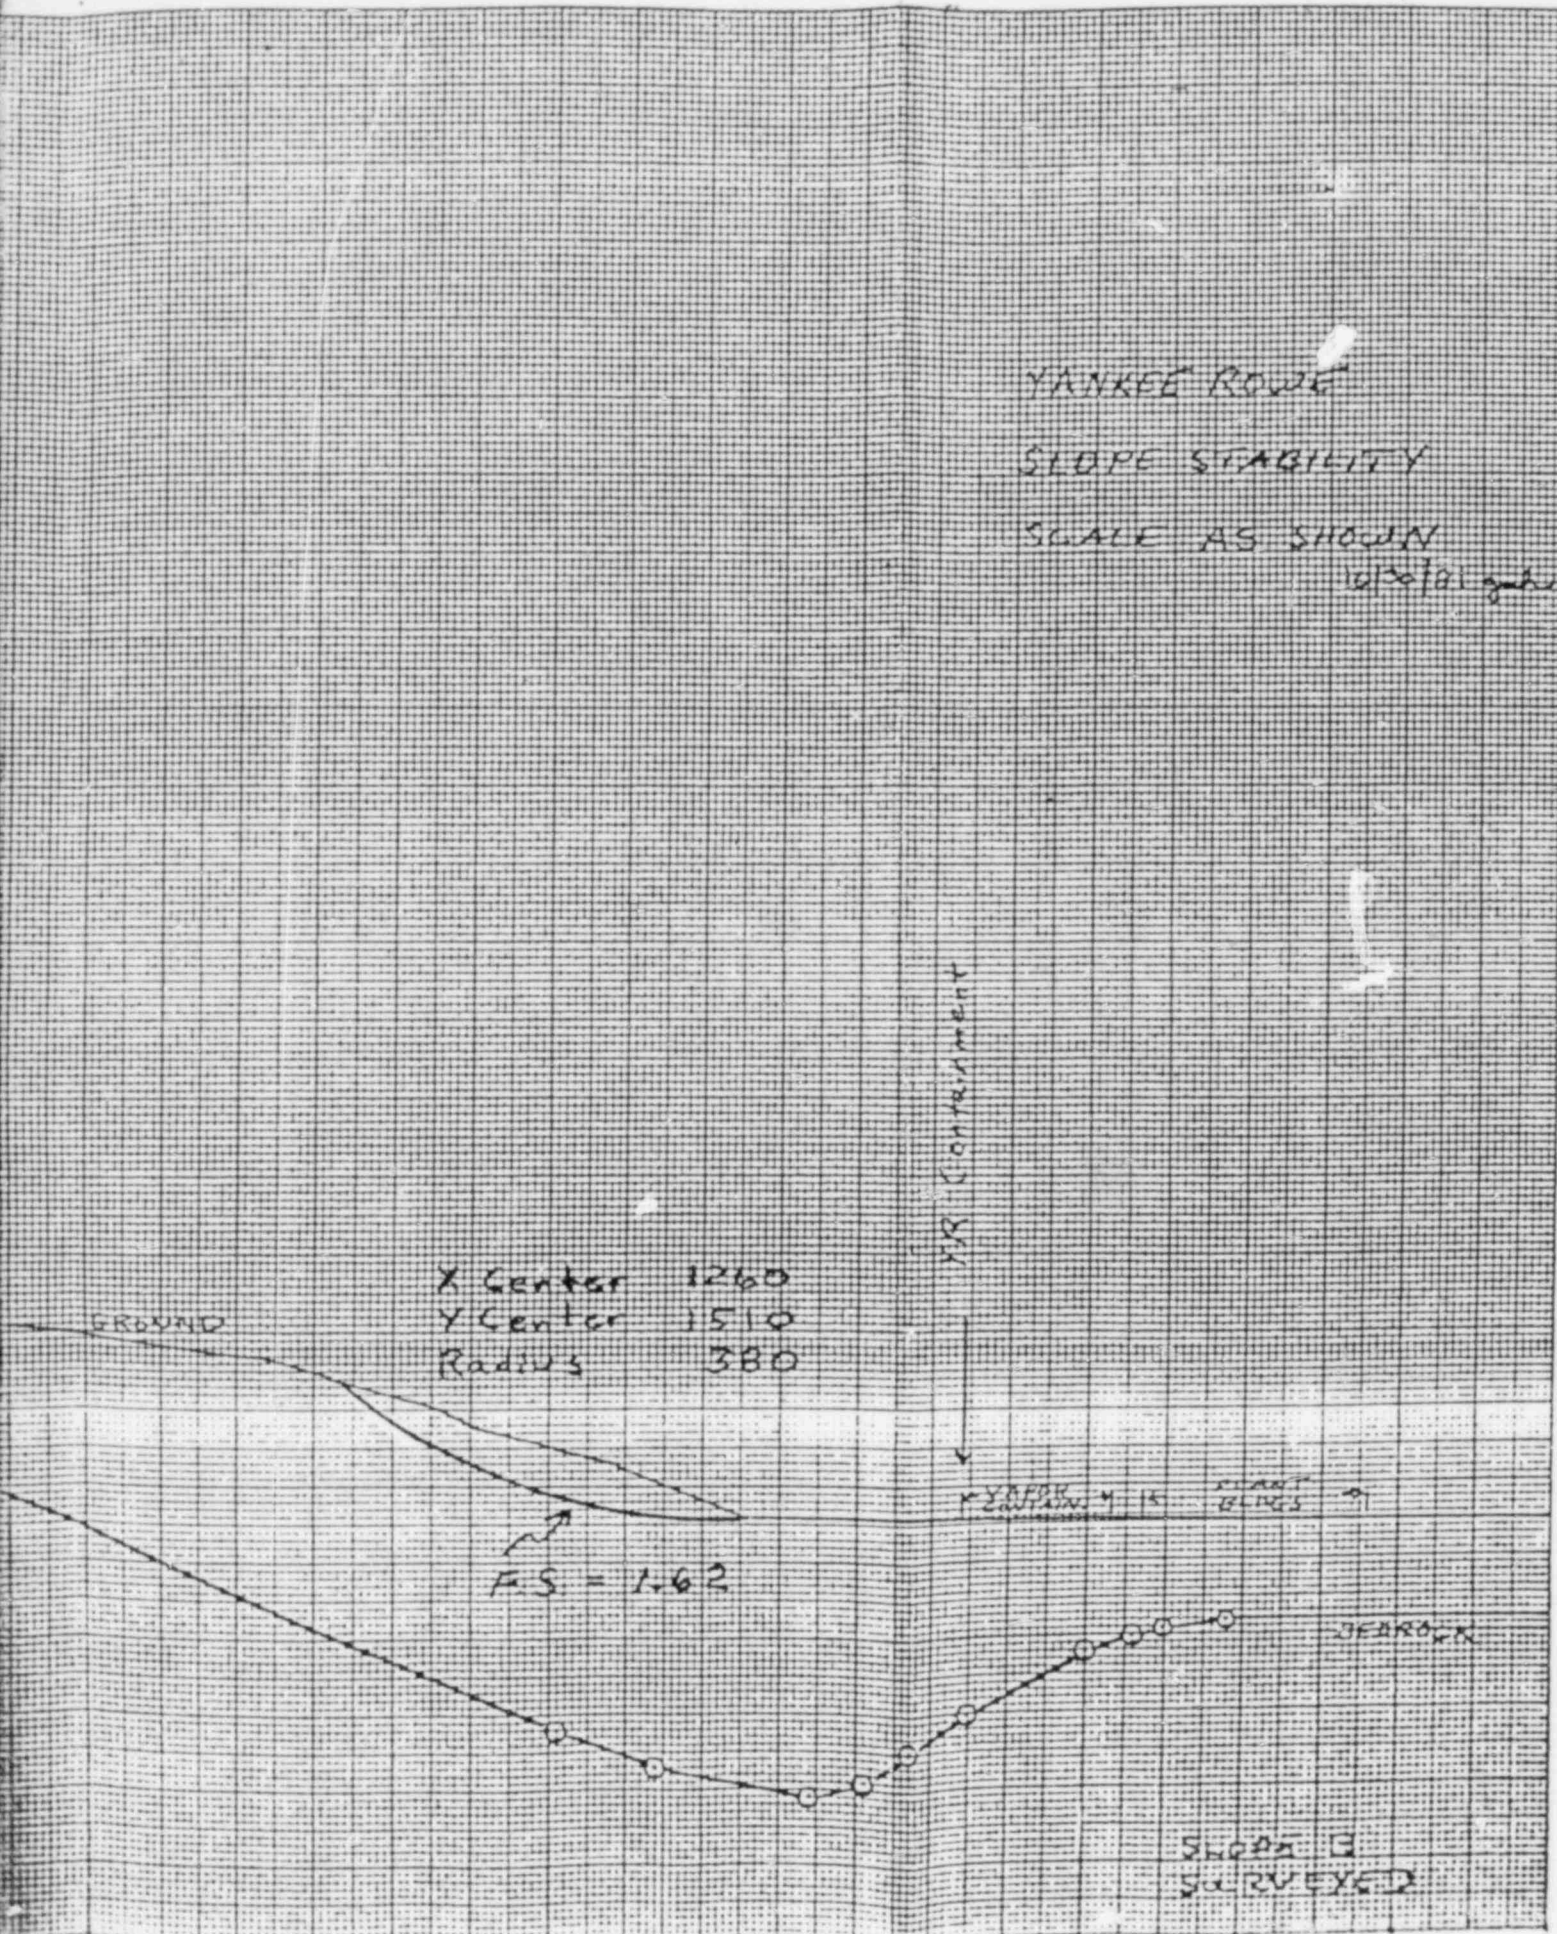 YANKEE ROWE
SLOPE STABILITY
SCALE AS SHOWN
YR Containment
X Center 1260
Y Center 1510
Radius 380
GROUND
VAPOR
PLANT
BLDGS
F.S. = 1.62
BEDROCK
SLOPE B
SURVEYED